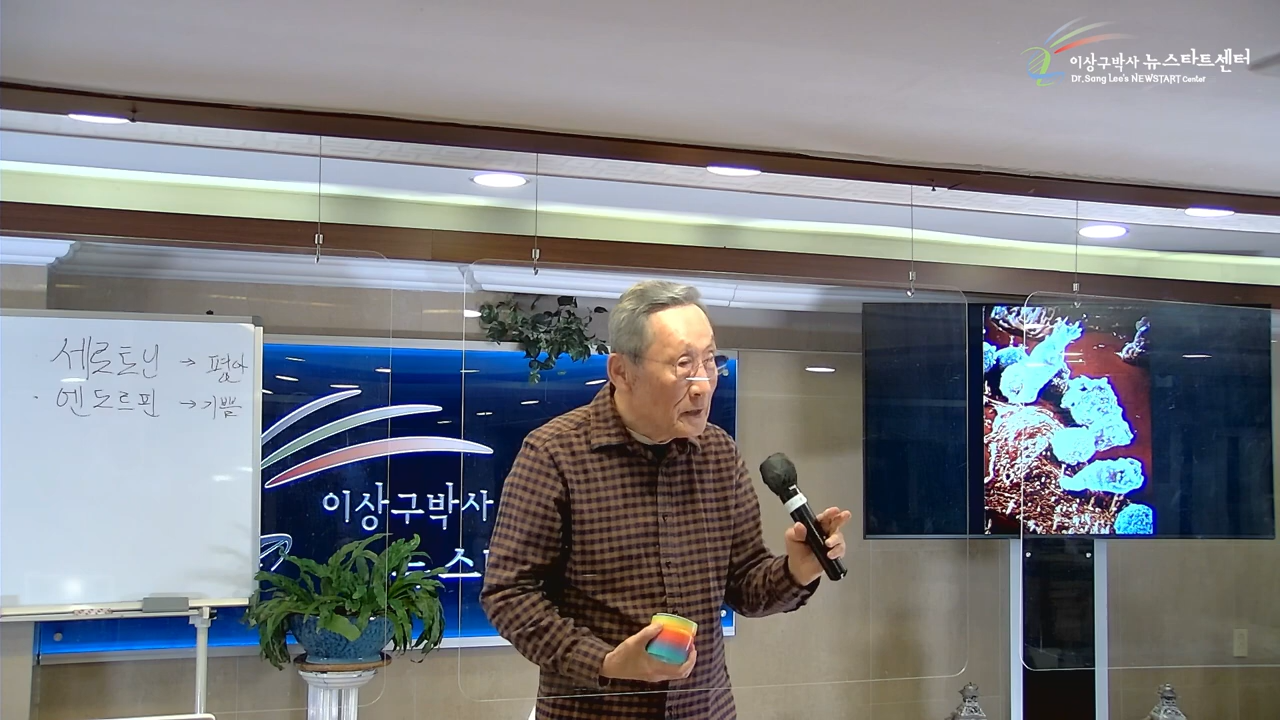 이상구박사 뉴스타트센터
Dr. Sang Lee's NEWSTART Center
세로토닌 → 평안
· 엔도르핀 → 기쁨
이상구박사